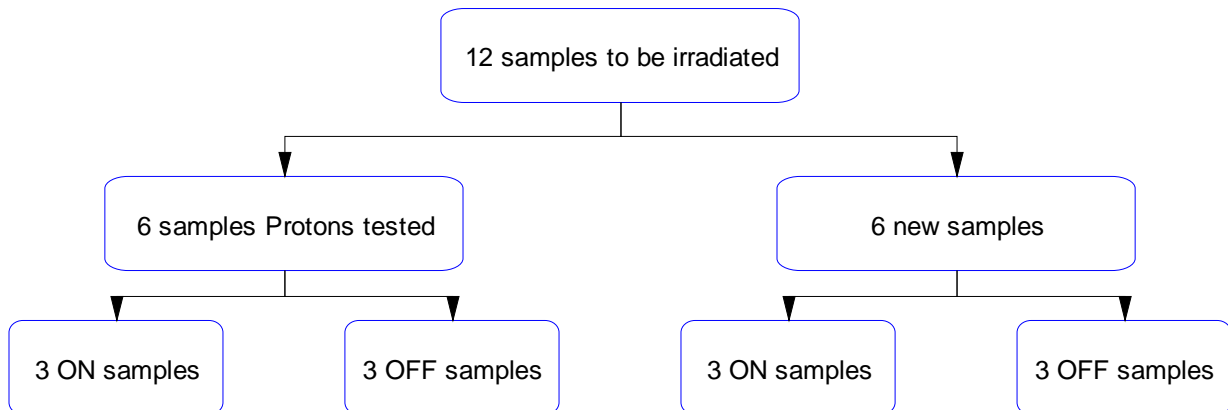 12 samples to be irradiated
6 samples Protons tested
6 new samples
3 ON samples
3 OFF samples
3 ON samples
3 OFF samples